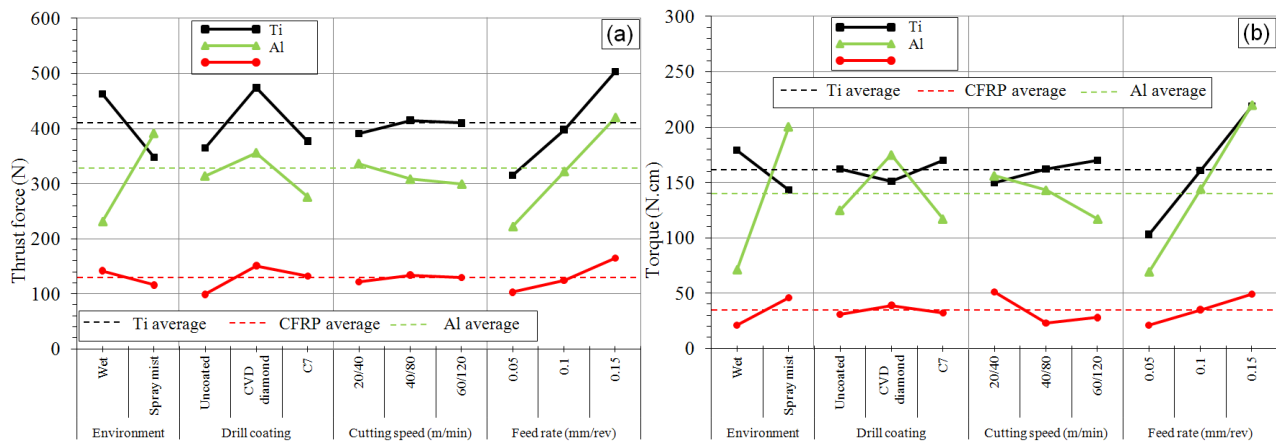 (a)
Ti
Al
600
500
400
300
200
100
0
Thrust force (N)
Ti average CFRP average Al average
Wet
Spray mist
Uncoated
CVD
diamond
C7
20/40
40/80
60/120
0.05
0.1
0.15
Environment Drill coating Cutting speed (m/min) Feed rate (mm/rev)
(b)
Ti
Al
Ti average CFRP average Al average
300
250
200
150
100
50
0
Torque (N.cm)
Wet
Spray mist
Uncoated
CVD
diamond
C7
20/40
40/80
60/120
0.05
0.1
0.15
Environment Drill coating Cutting speed (m/min) Feed rate (mm/rev)